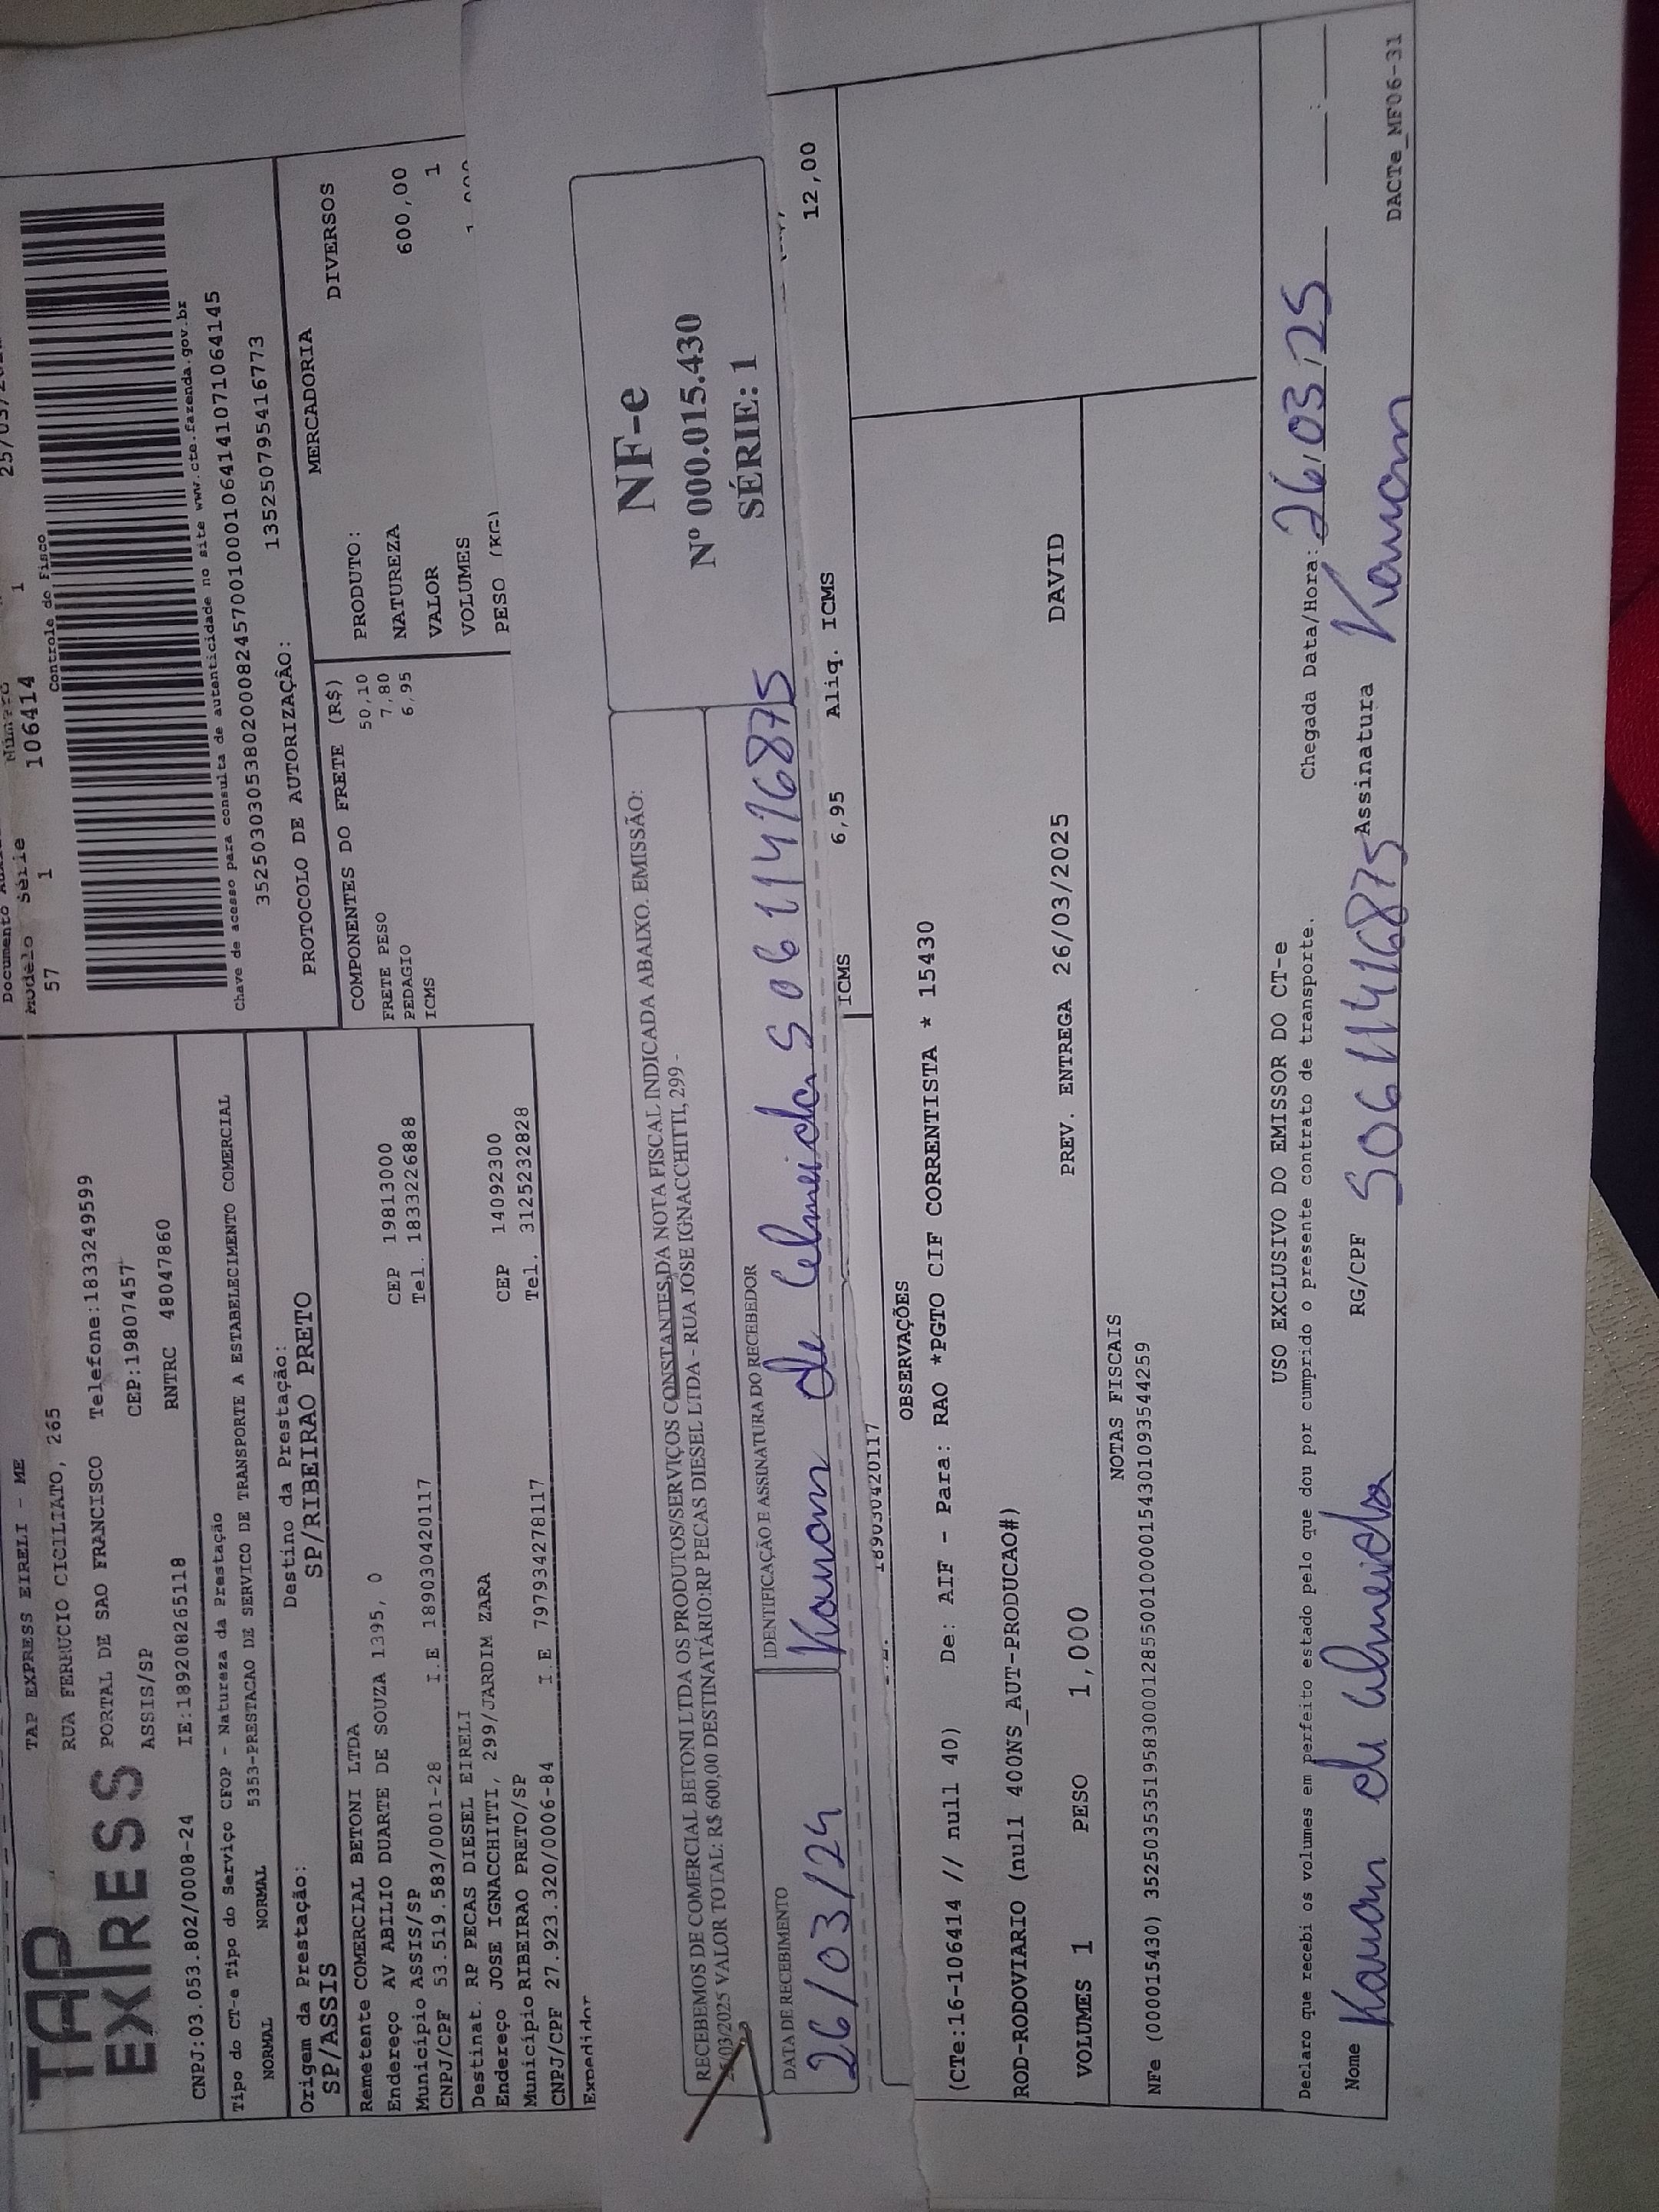 TAP
EXPRESS
TAP EXPRESS EIRELI - ME
RUA FERRUCIO CICILIATO, 265
PORTAL DE SAO FRANCISCO Telefone:1833249599
ASSIS/SP CEP:19807457
CNPJ:03.053.802/0008-24 IE:189208265118 RNTRC 48047860
Modelo Série Número
57 1 106414 1
Controle do Fisco
Chave de acesso para consulta de autenticidade no site www.cte.fazenda.gov.br
35250303053802000824570010001064141071064145
PROTOCOLO DE AUTORIZAÇÃO: 135250795416773
Tipo do CT-e Tipo do Serviço CFOP - Natureza da Prestação
NORMAL NORMAL 5353-PRESTACAO DE SERVICO DE TRANSPORTE A ESTABELECIMENTO COMERCIAL
Origem da Prestação: Destino da Prestação:
SP/ASSIS SP/RIBEIRAO PRETO
Remetente COMERCIAL BETONI LTDA
Endereço AV ABILIO DUARTE DE SOUZA 1395, 0
Município ASSIS/SP CEP 19813000
CNPJ/CPF 53.519.583/0001-28 I.E 189030420117 Tel. 1833226888
Destinat. RP PECAS DIESEL EIRELI
Endereço JOSE IGNACCHITTI, 299/JARDIM ZARA
Município RIBEIRAO PRETO/SP CEP 14092300
CNPJ/CPF 27.923.320/0006-84 I.E 797934278117 Tel. 3125232828
Expedidor
COMPONENTES DO FRETE (R$)
FRETE PESO 50,10
PEDAGIO 7,80
ICMS 6,95
MERCADORIA
PRODUTO: DIVERSOS
NATUREZA
VALOR 600,00
VOLUMES 1
PESO (KG)
RECEBEMOS DE COMERCIAL BETONI LTDA OS PRODUTOS/SERVIÇOS CONSTANTES DA NOTA FISCAL INDICADA ABAIXO. EMISSÃO:
25/03/2025 VALOR TOTAL: R$ 600,00 DESTINATÁRIO:RP PECAS DIESEL LTDA - RUA JOSE IGNACCHITTI, 299 -
NF-e
Nº 000.015.430
SÉRIE: 1
DATA DE RECEBIMENTO IDENTIFICAÇÃO E ASSINATURA DO RECEBEDOR
26/03/24 Kauan de Almeida
189030420117 ICMS 6,95 Aliq. ICMS 12,00
OBSERVAÇÕES
(CTe:16-106414 // null 40) De: AIF - Para: RAO *PGTO CIF CORRENTISTA * 15430
ROD-RODOVIARIO (null 400NS_AUT-PRODUCAO#)
VOLUMES 1 PESO 1,000 PREV. ENTREGA 26/03/2025 DAVID
NOTAS FISCAIS
NFe (000015430) 35250353519583000128550010000154301093544259
USO EXCLUSIVO DO EMISSOR DO CT-e
Declaro que recebi os volumes em perfeito estado pelo que dou por cumprido o presente contrato de transporte. Chegada Data/Hora: 26/03/25
Nome Kauan de Almeida RG/CPF Assinatura Kauan
DACTe_MF06-31